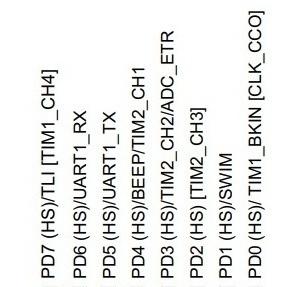 PD7 (HS)/TLI [TIM1_CH4]
PD6 (HS)/UART1_RX
PD5 (HS)/UART1_TX
PD4 (HS)/BEEP/TIM2_CH1
PD3 (HS)/TIM2_CH2/ADC_ETR
PD2 (HS) [TIM2_CH3]
PD1 (HS)/SWIM
PD0 (HS)/ TIM1_BKIN [CLK_CCO]